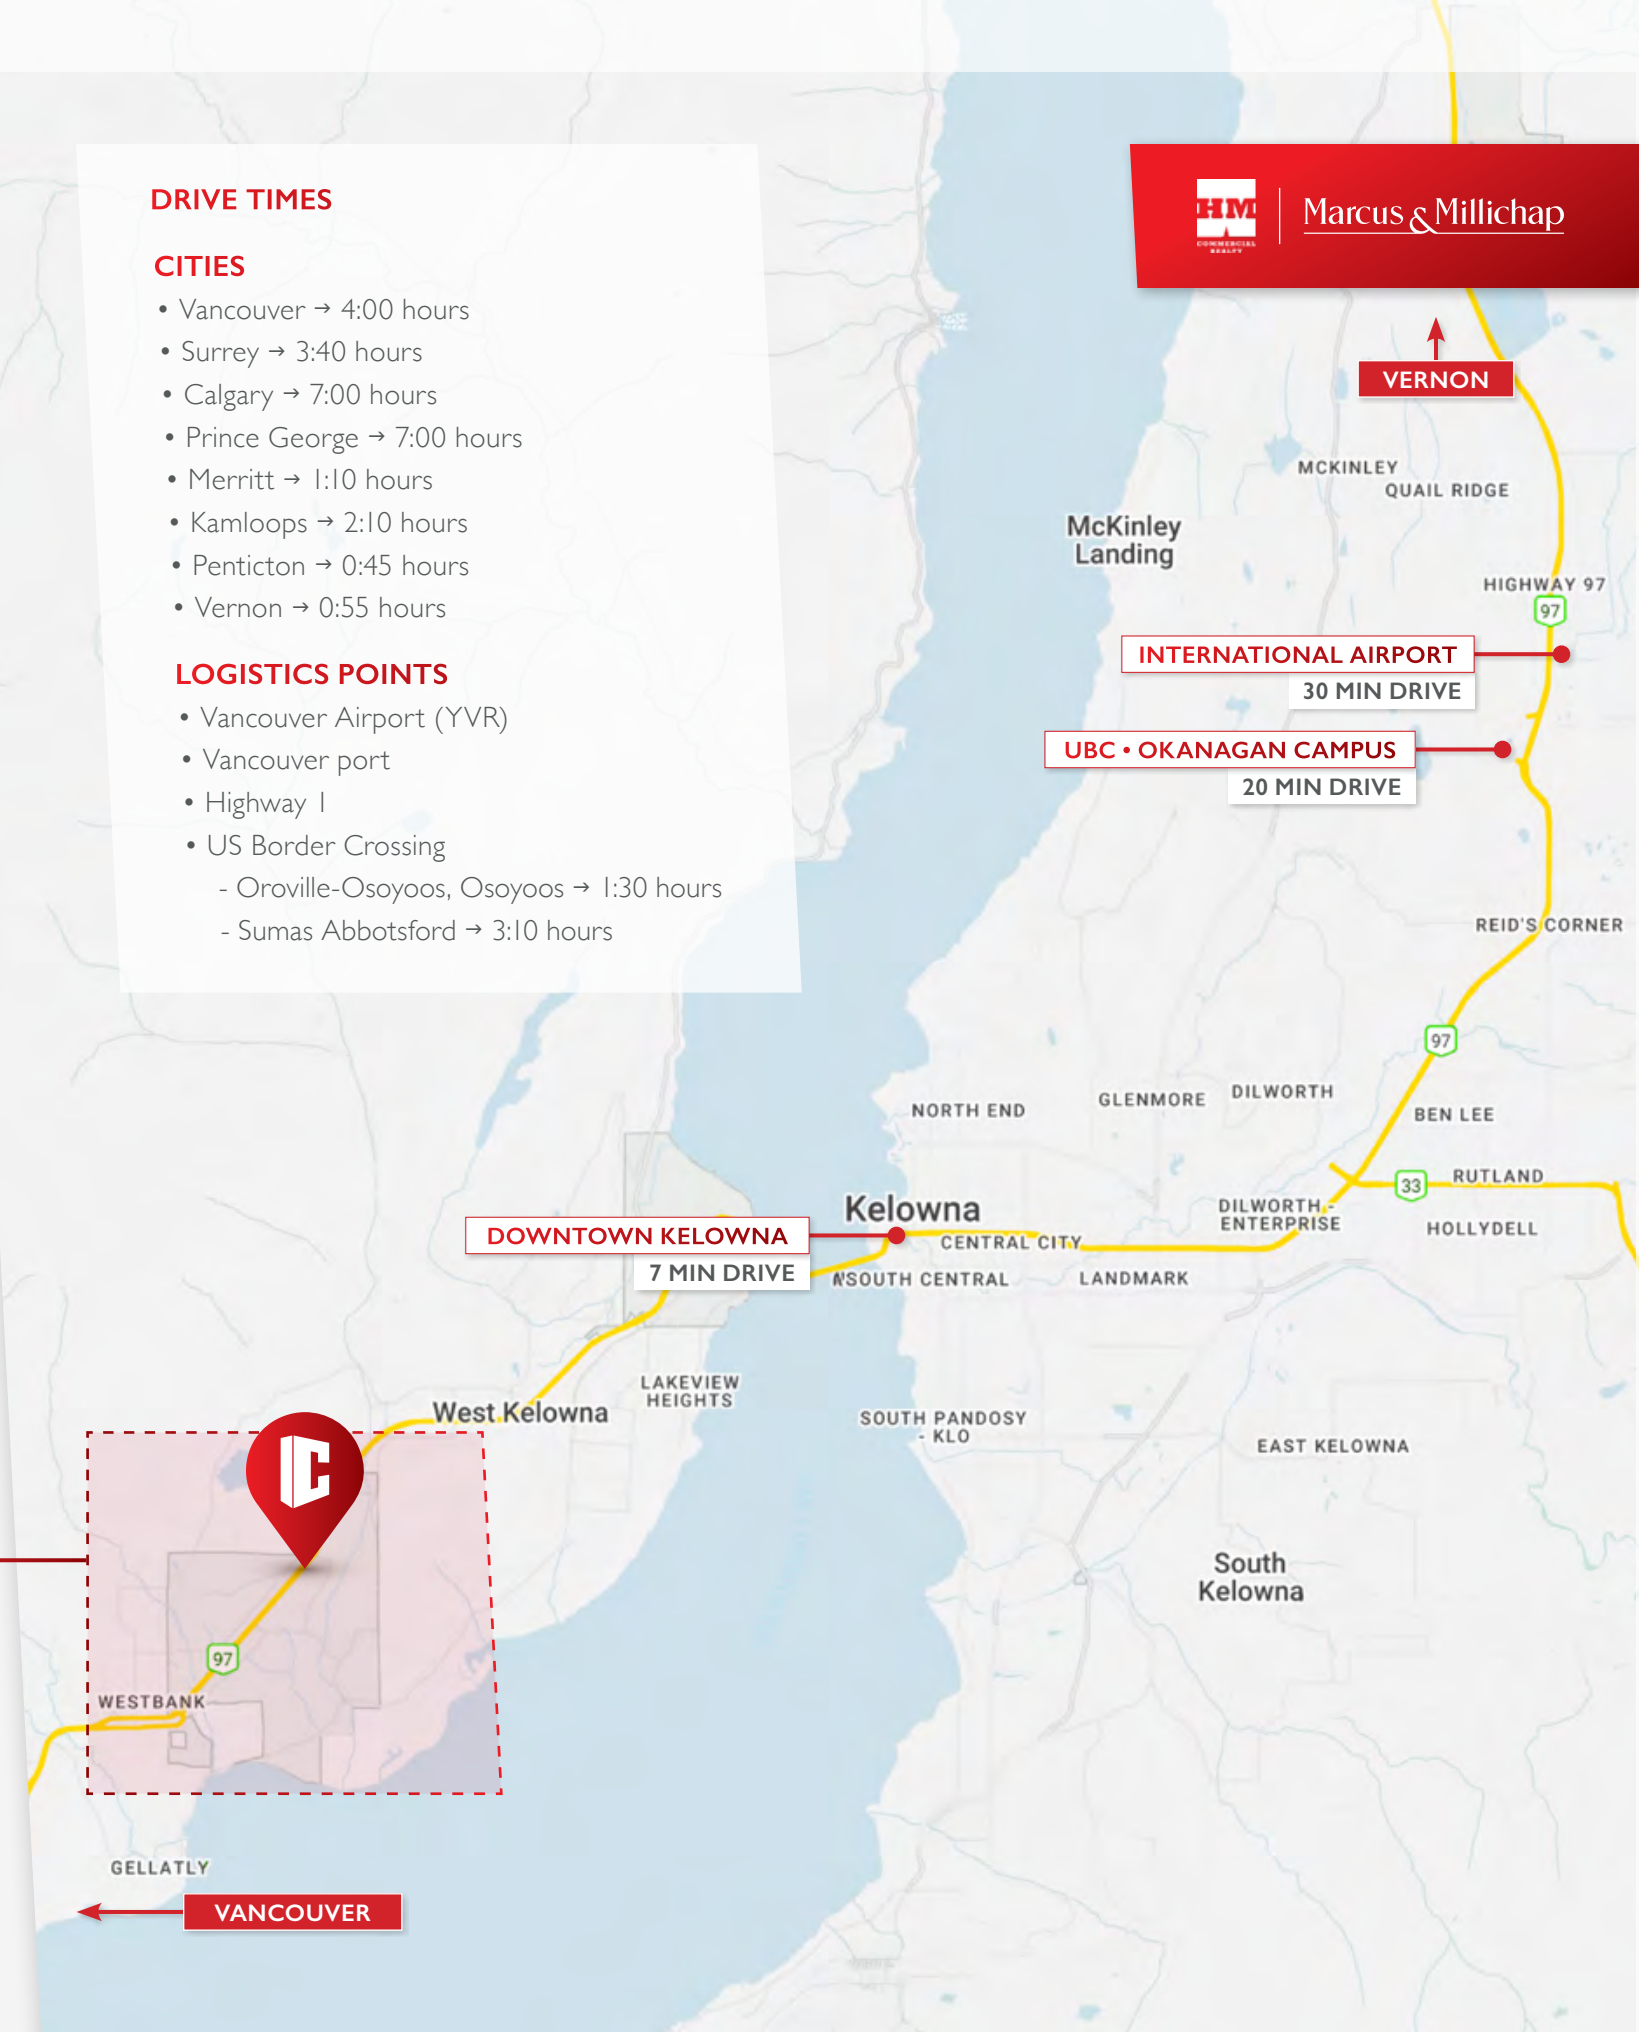 DRIVE TIMES
CITIES
• Vancouver → 4:00 hours
• Surrey → 3:40 hours
• Calgary → 7:00 hours
• Prince George → 7:00 hours
• Merritt → 1:10 hours
• Kamloops → 2:10 hours
• Penticton → 0:45 hours
• Vernon → 0:55 hours
LOGISTICS POINTS
• Vancouver Airport (YVR)
• Vancouver port
• Highway 1
• US Border Crossing
- Oroville-Osoyoos, Osoyoos → 1:30 hours
- Sumas Abbotsford → 3:10 hours
HM
COMMERCIAL
REALTY
Marcus & Millichap
VERNON
MCKINLEY
QUAIL RIDGE
McKinley
Landing
HIGHWAY 97
97
INTERNATIONAL AIRPORT
30 MIN DRIVE
UBC • OKANAGAN CAMPUS
20 MIN DRIVE
REID'S CORNER
97
NORTH END
GLENMORE
DILWORTH
BEN LEE
33
RUTLAND
Kelowna
DILWORTH -
ENTERPRISE
HOLLYDELL
DOWNTOWN KELOWNA
7 MIN DRIVE
CENTRAL CITY
SOUTH CENTRAL
LANDMARK
LAKEVIEW
HEIGHTS
West Kelowna
SOUTH PANDOSY
- KLO
EAST KELOWNA
C
South
Kelowna
97
WESTBANK
GELLATLY
VANCOUVER